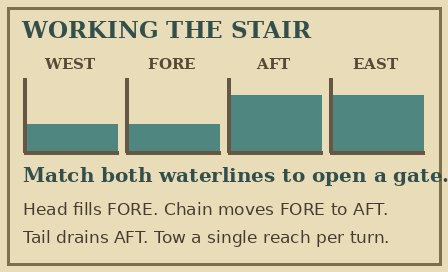 WORKING THE STAIR
WEST FORE AFT EAST
Match both waterlines to open a gate.
Head fills FORE. Chain moves FORE to AFT.
Tail drains AFT. Tow a single reach per turn.